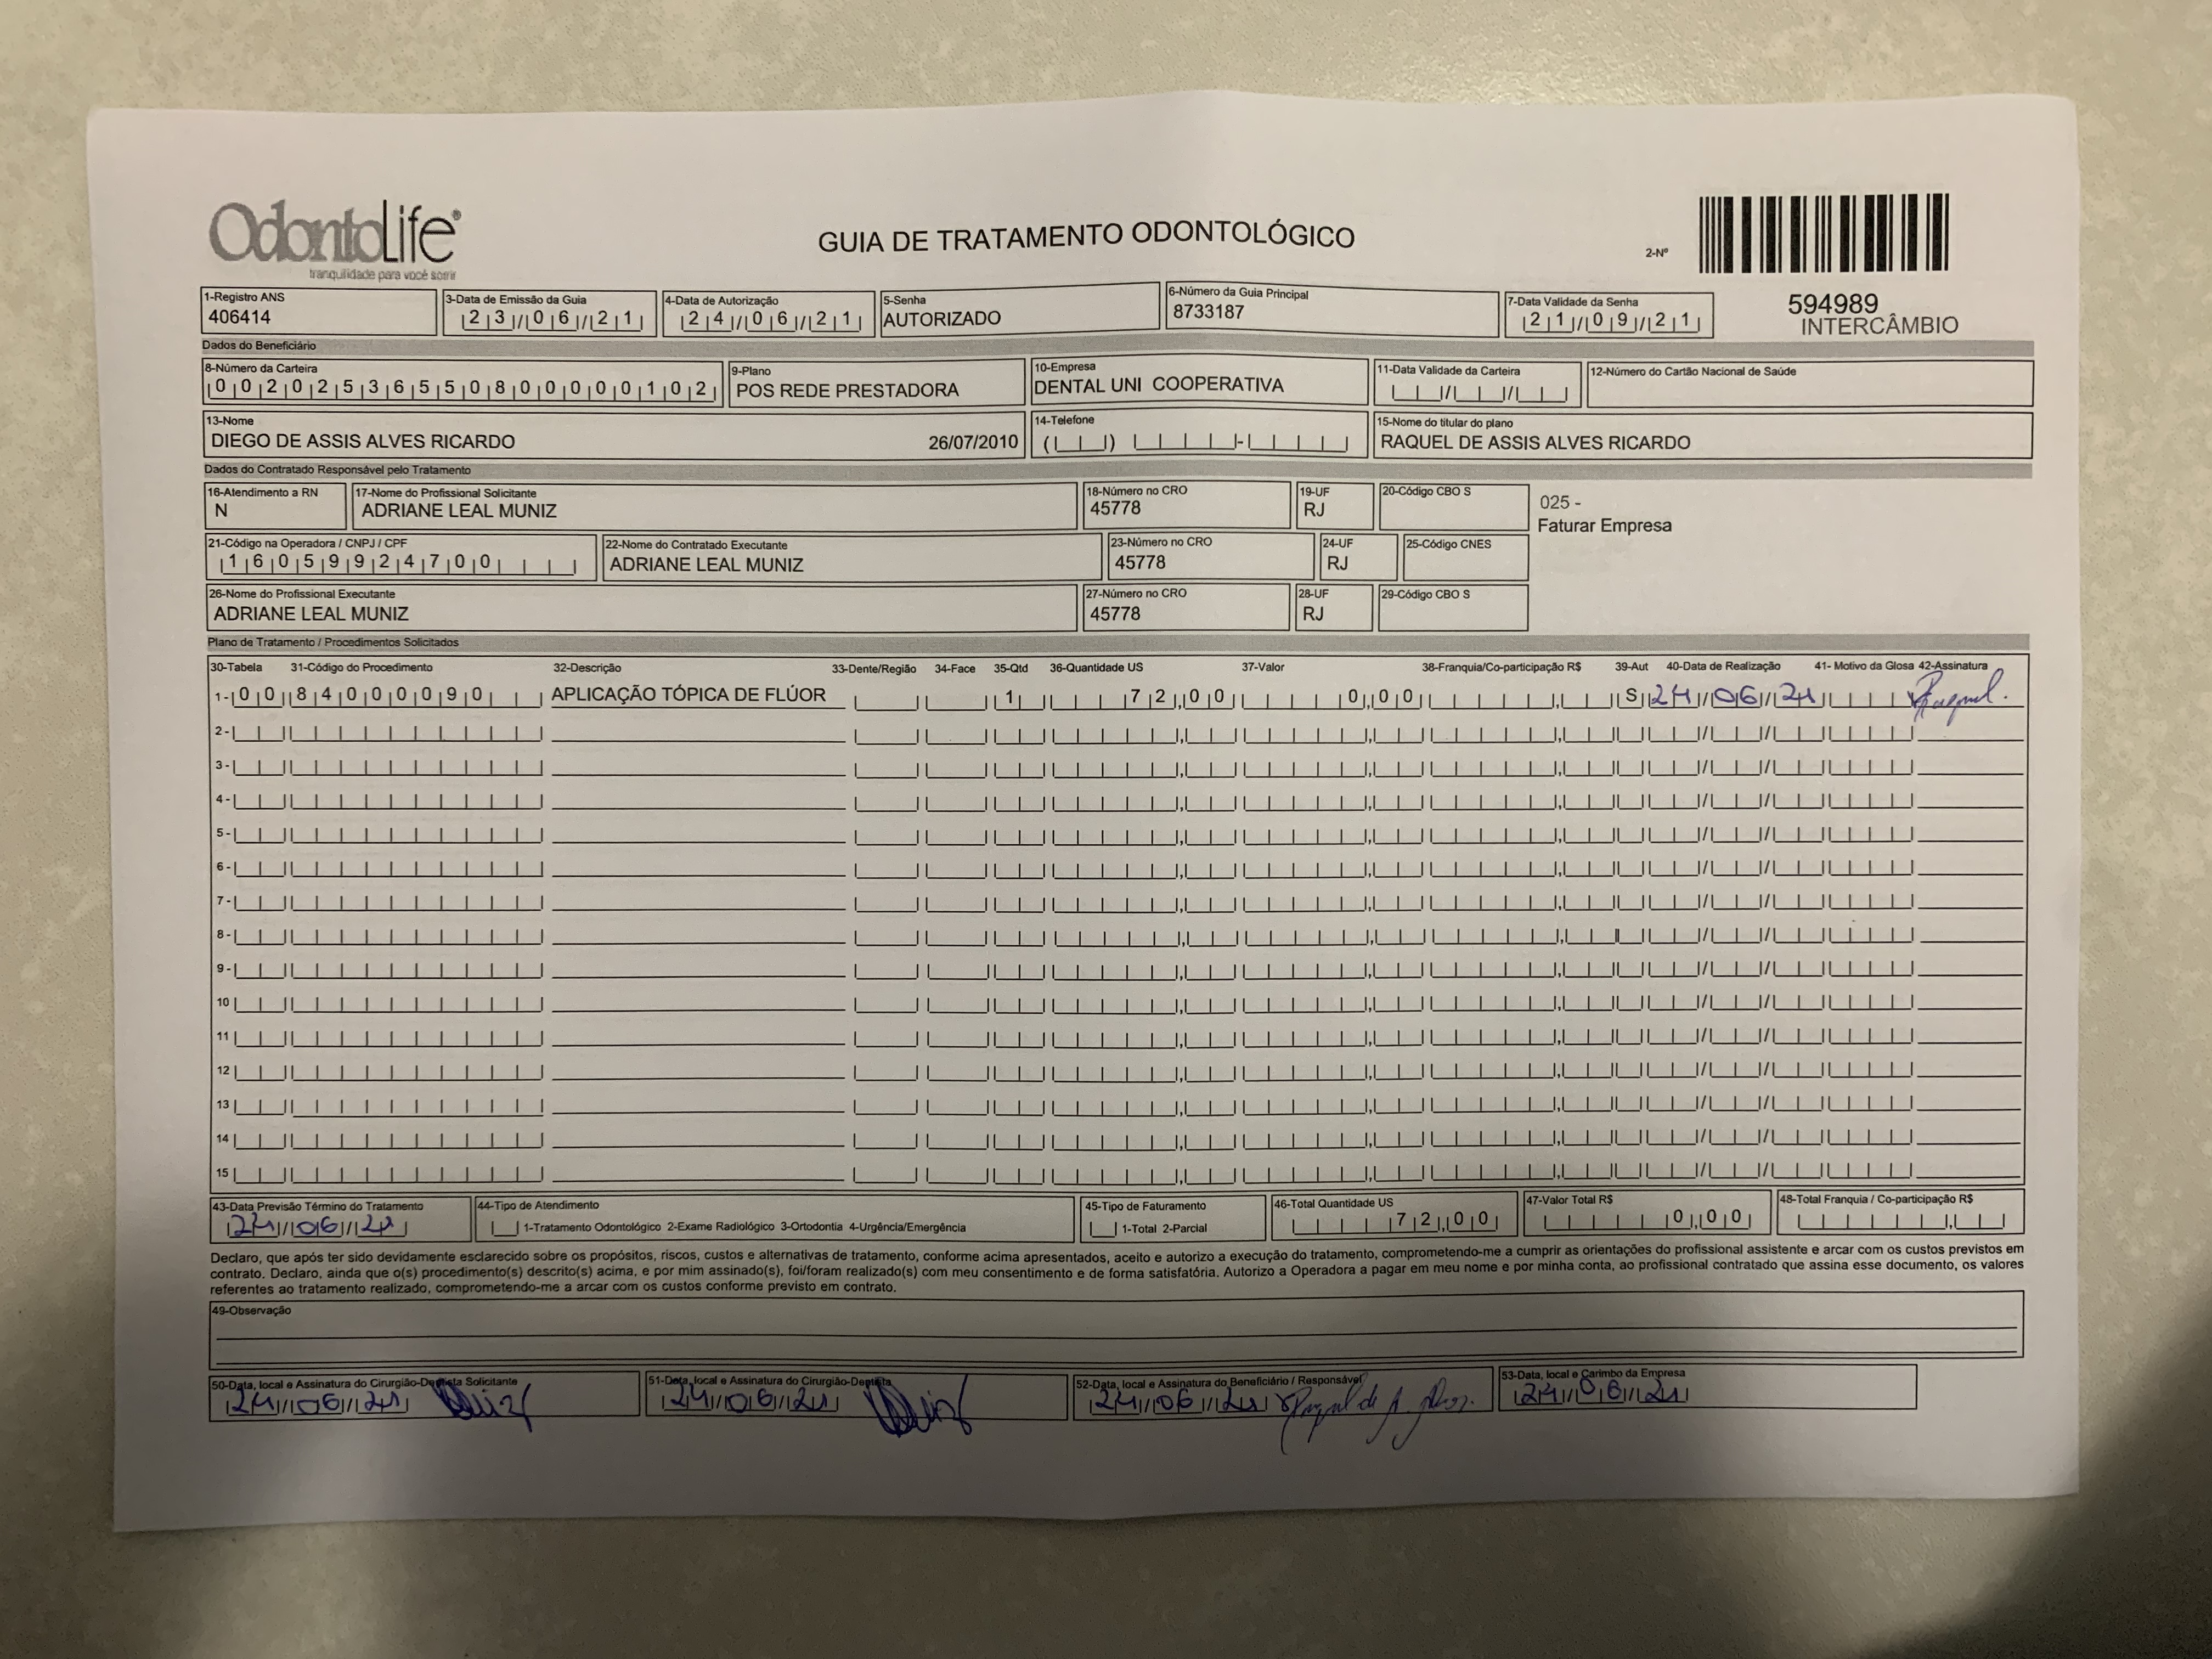 OdontoLife®
tranquilidade para você sorrir
GUIA DE TRATAMENTO ODONTOLÓGICO
2-Nº
594989
INTERCÂMBIO
1-Registro ANS
406414
3-Data de Emissão da Guia
23/06/21
4-Data de Autorização
24/06/21
5-Senha
AUTORIZADO
6-Número da Guia Principal
8733187
7-Data Validade da Senha
21/09/21
Dados do Beneficiário
8-Número da Carteira
00202536550800000102
9-Plano
POS REDE PRESTADORA
10-Empresa
DENTAL UNI COOPERATIVA
11-Data Validade da Carteira
12-Número do Cartão Nacional de Saúde
13-Nome
DIEGO DE ASSIS ALVES RICARDO 26/07/2010
14-Telefone
15-Nome do titular do plano
RAQUEL DE ASSIS ALVES RICARDO
Dados do Contratado Responsável pelo Tratamento
16-Atendimento a RN
N
17-Nome do Profissional Solicitante
ADRIANE LEAL MUNIZ
18-Número no CRO
45778
19-UF
RJ
20-Código CBO S
025 -
Faturar Empresa
21-Código na Operadora / CNPJ / CPF
16059924700
22-Nome do Contratado Executante
ADRIANE LEAL MUNIZ
23-Número no CRO
45778
24-UF
RJ
25-Código CNES
26-Nome do Profissional Executante
ADRIANE LEAL MUNIZ
27-Número no CRO
45778
28-UF
RJ
29-Código CBO S
Plano de Tratamento / Procedimentos Solicitados
30-Tabela 31-Código do Procedimento 32-Descrição 33-Dente/Região 34-Face 35-Qtd 36-Quantidade US 37-Valor 38-Franquia/Co-participação R$ 39-Aut 40-Data de Realização 41- Motivo da Glosa 42-Assinatura
1- 00 84000090 APLICAÇÃO TÓPICA DE FLÚOR 1 72,00 0,00 S 24/06/21 Raquel.
2-
3-
4-
5-
6-
7-
8-
9-
10
11
12
13
14
15
43-Data Previsão Término do Tratamento
24/06/21
44-Tipo de Atendimento
1-Tratamento Odontológico 2-Exame Radiológico 3-Ortodontia 4-Urgência/Emergência
45-Tipo de Faturamento
1-Total 2-Parcial
46-Total Quantidade US
72,00
47-Valor Total R$
0,00
48-Total Franquia / Co-participação R$
Declaro, que após ter sido devidamente esclarecido sobre os propósitos, riscos, custos e alternativas de tratamento, conforme acima apresentados, aceito e autorizo a execução do tratamento, comprometendo-me a cumprir as orientações do profissional assistente e arcar com os custos previstos em
contrato. Declaro, ainda que o(s) procedimento(s) descrito(s) acima, e por mim assinado(s), foi/foram realizado(s) com meu consentimento e de forma satisfatória. Autorizo a Operadora a pagar em meu nome e por minha conta, ao profissional contratado que assina esse documento, os valores
referentes ao tratamento realizado, comprometendo-me a arcar com os custos conforme previsto em contrato.
49-Observação
50-Data, local e Assinatura do Cirurgião-Dentista Solicitante
24/06/21
51-Data, local e Assinatura do Cirurgião-Dentista
24/06/21
52-Data, local e Assinatura do Beneficiário / Responsável
24/06/21 Raquel de A. Alves.
53-Data, local e Carimbo da Empresa
24/06/21